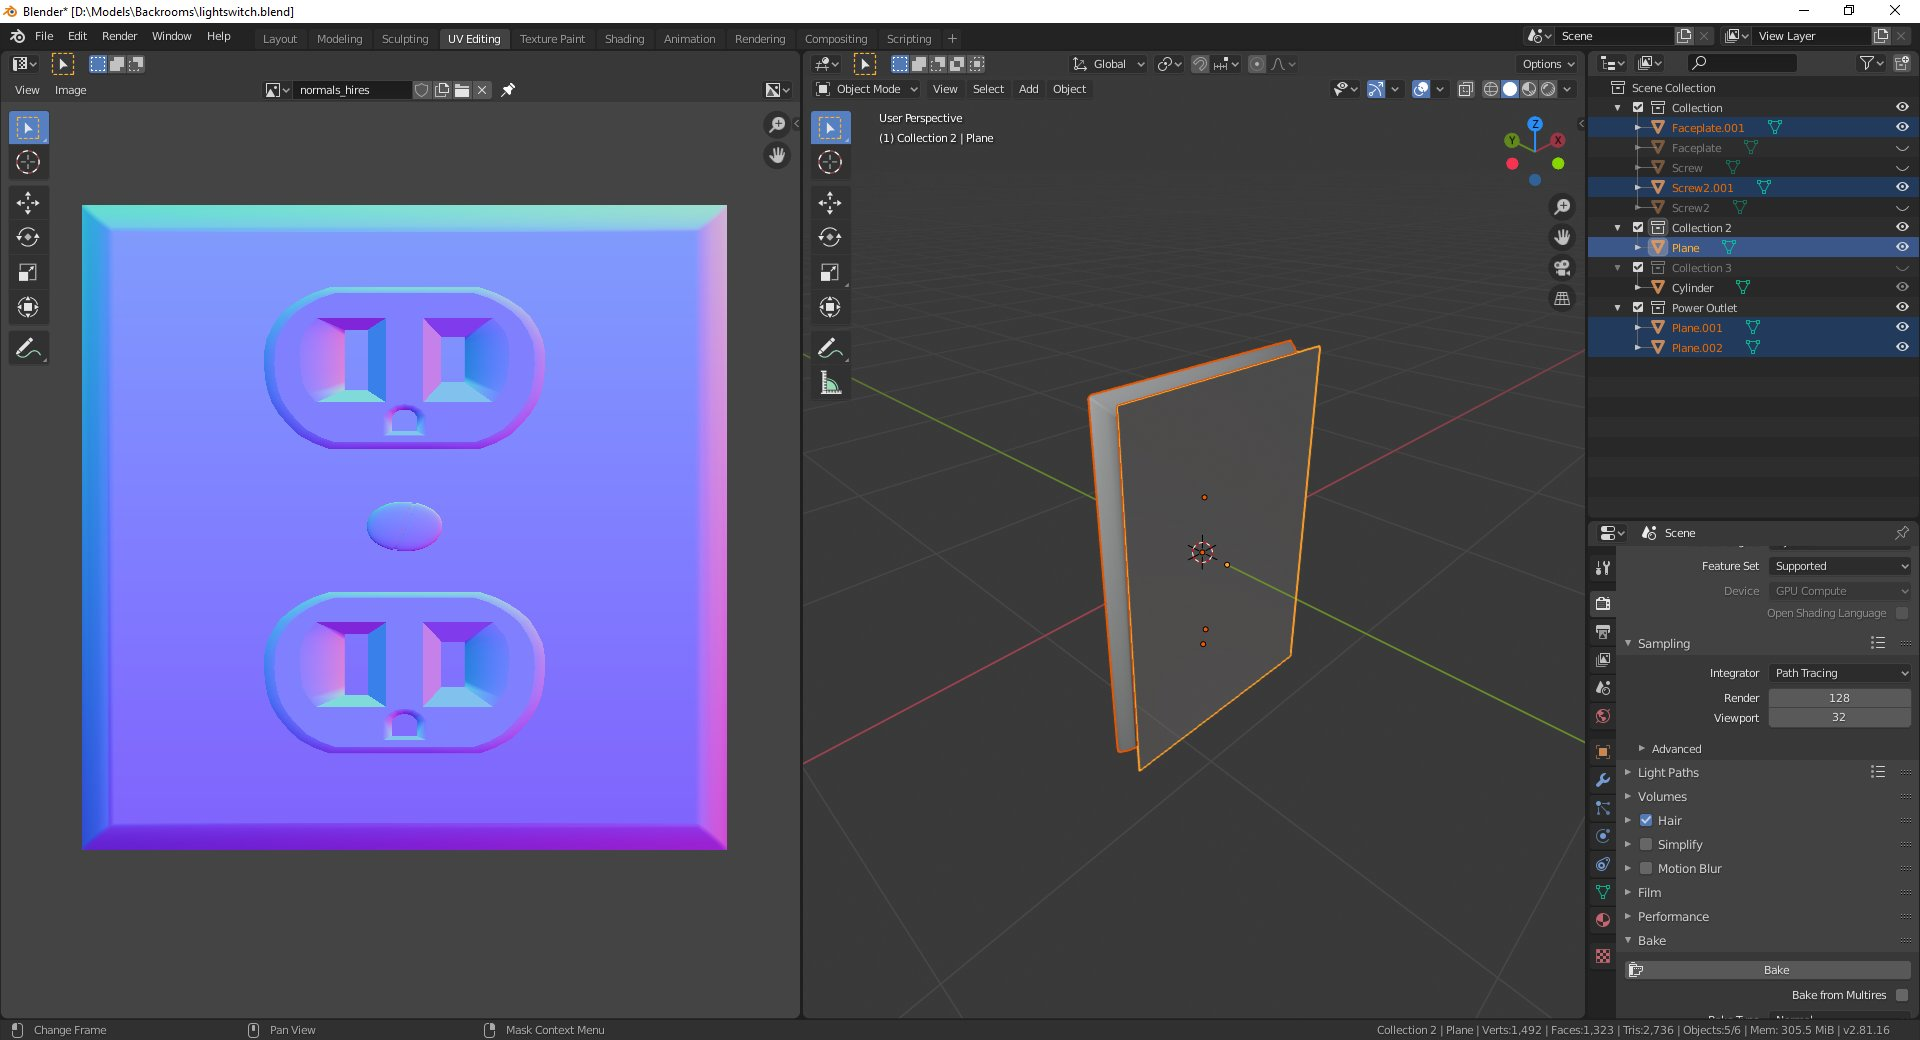 Blender* [D:\Models\Backrooms\lightswitch.blend]
File Edit Render Window Help Layout Modeling Sculpting UV Editing Texture Paint Shading Animation Rendering Compositing Scripting Scene View Layer
Global Options
View Image normals_hires Object Mode View Select Add Object
User Perspective
(1) Collection 2 | Plane
Z
Y
X
Scene Collection
Collection
Faceplate.001
Faceplate
Screw
Screw2.001
Screw2
Collection 2
Plane
Collection 3
Cylinder
Power Outlet
Plane.001
Plane.002
Scene
Feature Set Supported
Device GPU Compute
Open Shading Language
Sampling
Integrator Path Tracing
Render 128
Viewport 32
Advanced
Light Paths
Volumes
Hair
Simplify
Motion Blur
Film
Performance
Bake
Bake
Bake from Multires
Change Frame Pan View Mask Context Menu Collection 2 | Plane | Verts:1,492 | Faces:1,323 | Tris:2,736 | Objects:5/6 | Mem: 305.5 MiB | v2.81.16